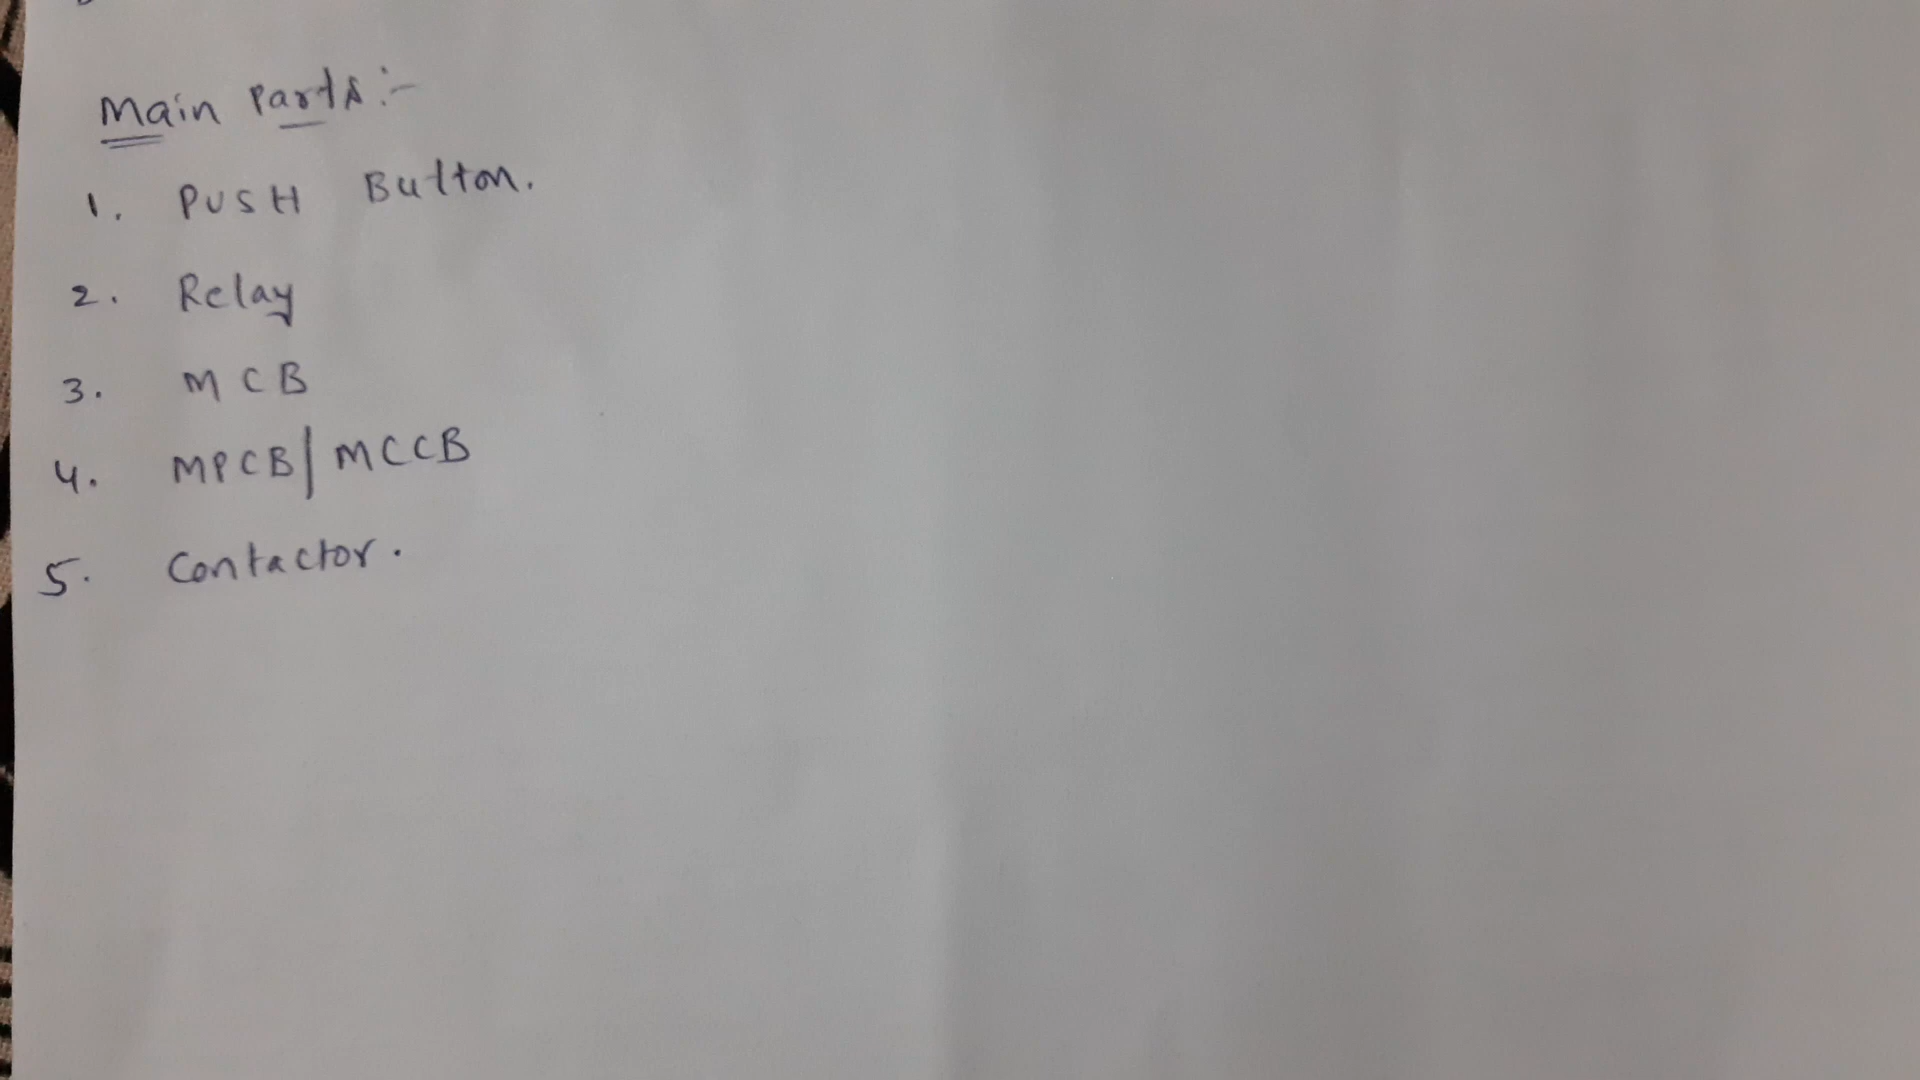 Main Parts :-
1. PUSH Button.
2. Relay
3. MCB
4. MPCB/MCCB
5. Contactor.